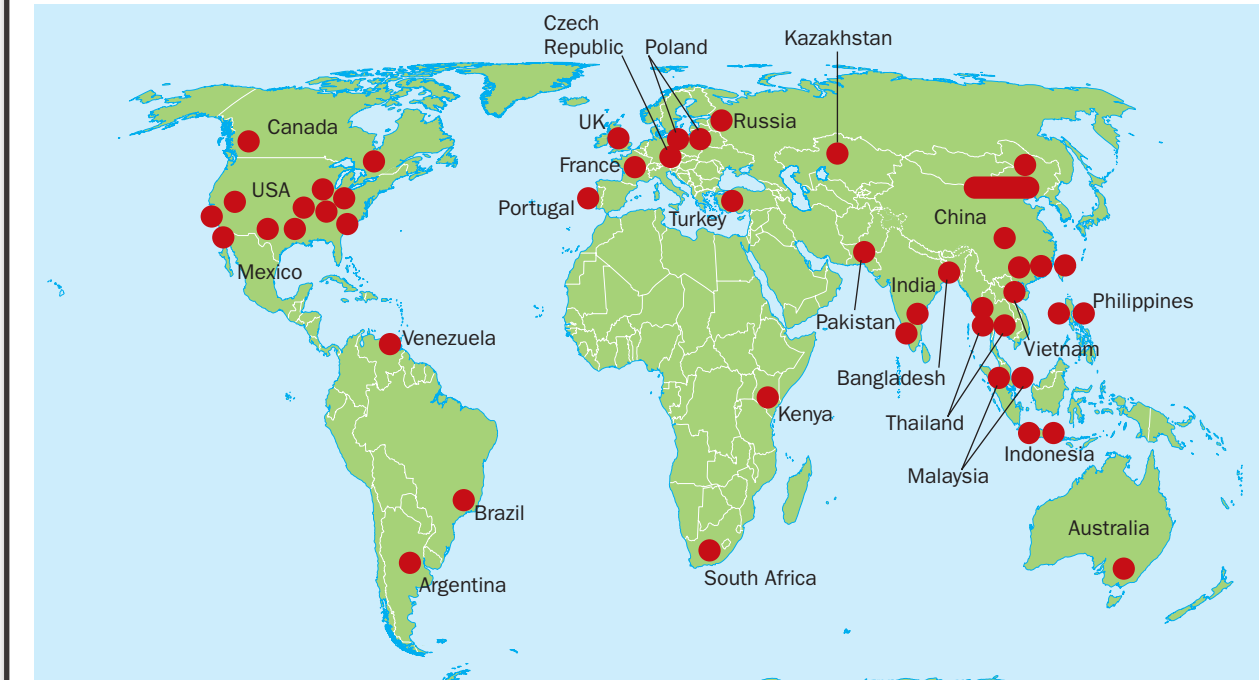 Czech
Republic
Poland
Kazakhstan
Canada
UK
Russia
France
USA
Portugal
Turkey
China
Mexico
India
Philippines
Pakistan
Venezuela
Vietnam
Bangladesh
Kenya
Thailand
Indonesia
Malaysia
Brazil
Australia
South Africa
Argentina